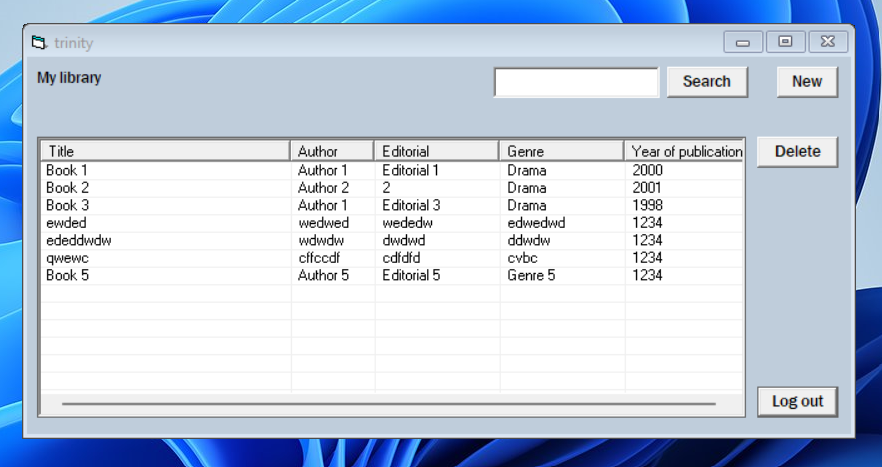 trinity
My library
Search
New
Title Author Editorial Genre Year of publication
Delete
Book 1 Author 1 Editorial 1 Drama 2000
Book 2 Author 2 2 Drama 2001
Book 3 Author 1 Editorial 3 Drama 1998
ewded wedwed wededw edwedwd 1234
ededdwdw wdwdw dwdwd ddwdw 1234
qwewc cffccdf cdfdfd cvbc 1234
Book 5 Author 5 Editorial 5 Genre 5 1234
Log out